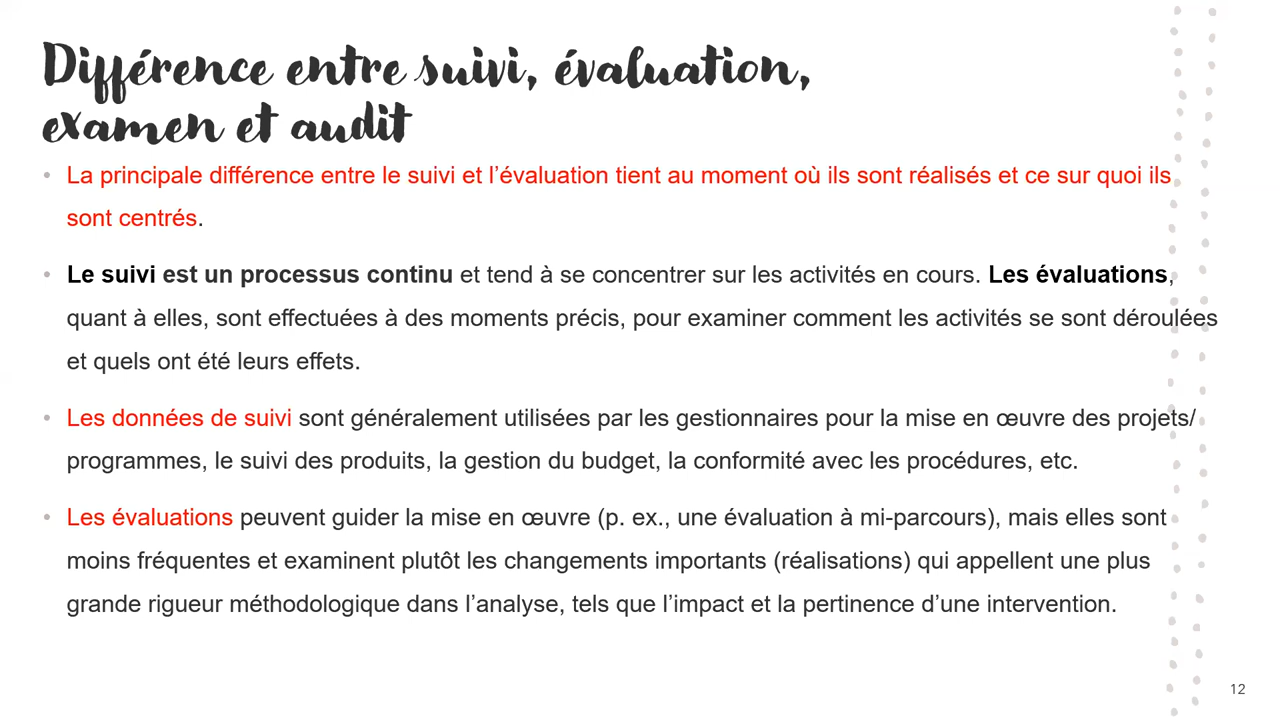 Différence entre suivi, évaluation,
examen et audit
• La principale différence entre le suivi et l’évaluation tient au moment où ils sont réalisés et ce sur quoi ils
sont centrés.
• Le suivi est un processus continu et tend à se concentrer sur les activités en cours. Les évaluations,
quant à elles, sont effectuées à des moments précis, pour examiner comment les activités se sont déroulées
et quels ont été leurs effets.
• Les données de suivi sont généralement utilisées par les gestionnaires pour la mise en œuvre des projets/
programmes, le suivi des produits, la gestion du budget, la conformité avec les procédures, etc.
• Les évaluations peuvent guider la mise en œuvre (p. ex., une évaluation à mi-parcours), mais elles sont
moins fréquentes et examinent plutôt les changements importants (réalisations) qui appellent une plus
grande rigueur méthodologique dans l’analyse, tels que l’impact et la pertinence d’une intervention.
12